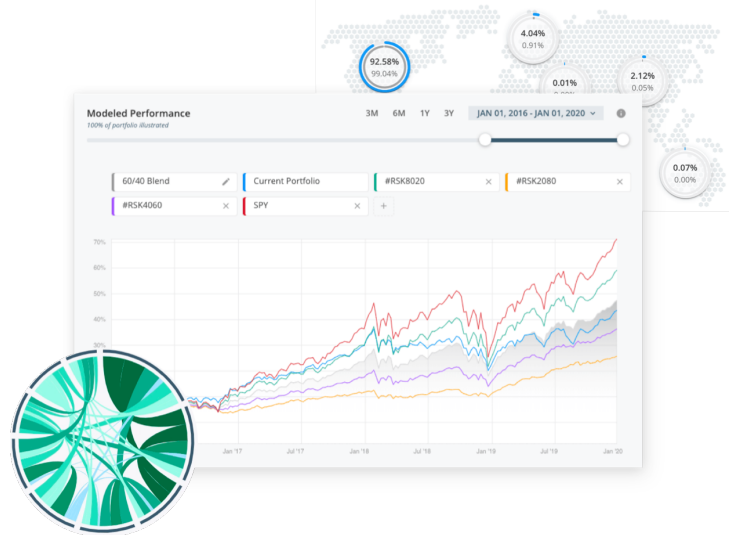 4.04%
0.91%
92.58%
99.04%
0.01%
2.12%
0.05%
0.07%
0.00%
Modeled Performance
100% of portfolio illustrated
3M 6M 1Y 3Y JAN 01, 2016 - JAN 01, 2020
60/40 Blend Current Portfolio #RSK8020 #RSK2080
#RSK4060 SPY
70%
60%
50%
40%
30%
Jan '17 Jul '17 Jan '18 Jul '18 Jan '19 Jul '19 Jan '20